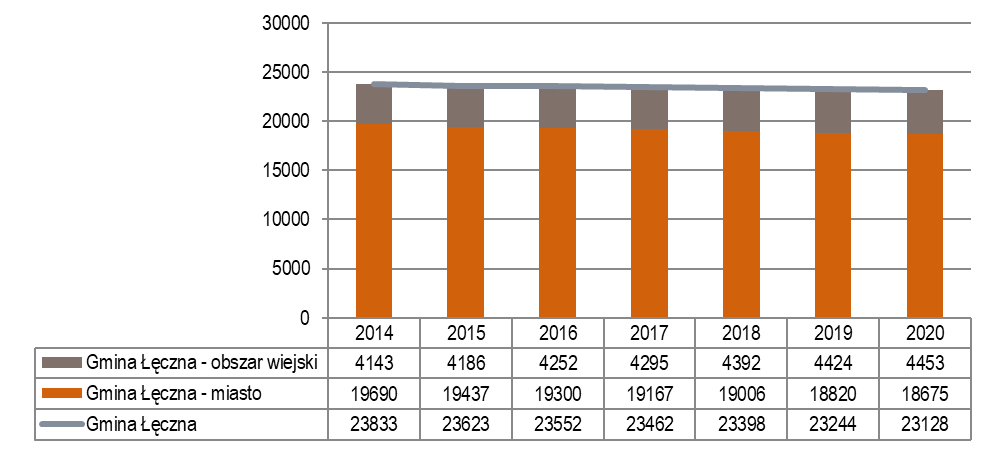 30000
25000
20000
15000
10000
5000
0
2014 2015 2016 2017 2018 2019 2020
Gmina Łęczna - obszar wiejski 4143 4186 4252 4295 4392 4424 4453
Gmina Łęczna - miasto 19690 19437 19300 19167 19006 18820 18675
Gmina Łęczna 23833 23623 23552 23462 23398 23244 23128